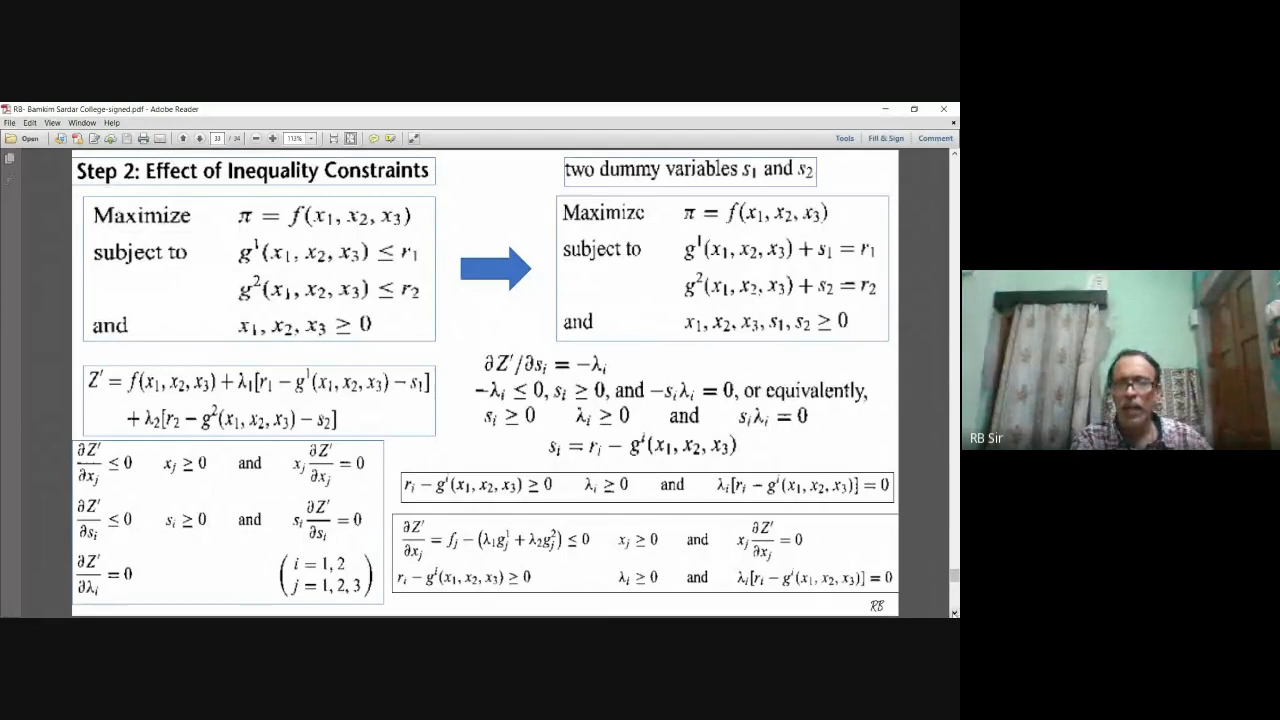 RB- Bamkim Sardar College-signed.pdf - Adobe Reader
File Edit View Window Help
Open 33 / 34 113% Tools Fill & Sign Comment
Step 2: Effect of Inequality Constraints
Maximize π = f(x₁, x₂, x₃)
subject to g¹(x₁, x₂, x₃) ≤ r₁
g²(x₁, x₂, x₃) ≤ r₂
and x₁, x₂, x₃ ≥ 0
two dummy variables s₁ and s₂
Maximize π = f(x₁, x₂, x₃)
subject to g¹(x₁, x₂, x₃) + s₁ = r₁
g²(x₁, x₂, x₃) + s₂ = r₂
and x₁, x₂, x₃, s₁, s₂ ≥ 0
Z′ = f(x₁, x₂, x₃) + λ₁[r₁ − g¹(x₁, x₂, x₃) − s₁]
+ λ₂[r₂ − g²(x₁, x₂, x₃) − s₂]
∂Z′/∂xⱼ ≤ 0 xⱼ ≥ 0 and xⱼ ∂Z′/∂xⱼ = 0
∂Z′/∂sᵢ ≤ 0 sᵢ ≥ 0 and sᵢ ∂Z′/∂sᵢ = 0
∂Z′/∂λᵢ = 0 (i = 1, 2
j = 1, 2, 3)
∂Z′/∂sᵢ = −λᵢ
−λᵢ ≤ 0, sᵢ ≥ 0, and −sᵢλᵢ = 0, or equivalently,
sᵢ ≥ 0 λᵢ ≥ 0 and sᵢλᵢ = 0
sᵢ = rᵢ − gⁱ(x₁, x₂, x₃)
rᵢ − gⁱ(x₁, x₂, x₃) ≥ 0 λᵢ ≥ 0 and λᵢ[rᵢ − gⁱ(x₁, x₂, x₃)] = 0
∂Z′/∂xⱼ = fⱼ − (λ₁gⱼ¹ + λ₂gⱼ²) ≤ 0 xⱼ ≥ 0 and xⱼ ∂Z′/∂xⱼ = 0
rᵢ − gⁱ(x₁, x₂, x₃) ≥ 0 λᵢ ≥ 0 and λᵢ[rᵢ − gⁱ(x₁, x₂, x₃)] = 0
RB
RB Sir